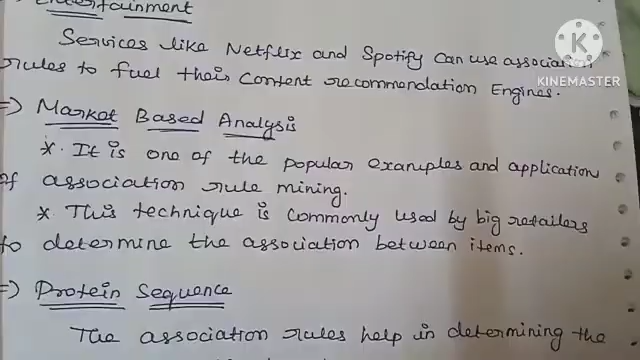 Entertainment
Services like Netflix and Spotify can use association
rules to fuel their content recommendation Engines.
=) Market Based Analysis
* It is one of the popular examples and application
of association rule mining.
* This technique is commonly used by big retailers
to determine the association between items.
=) Protein Sequence
The association rules help in determining the
KINEMASTER